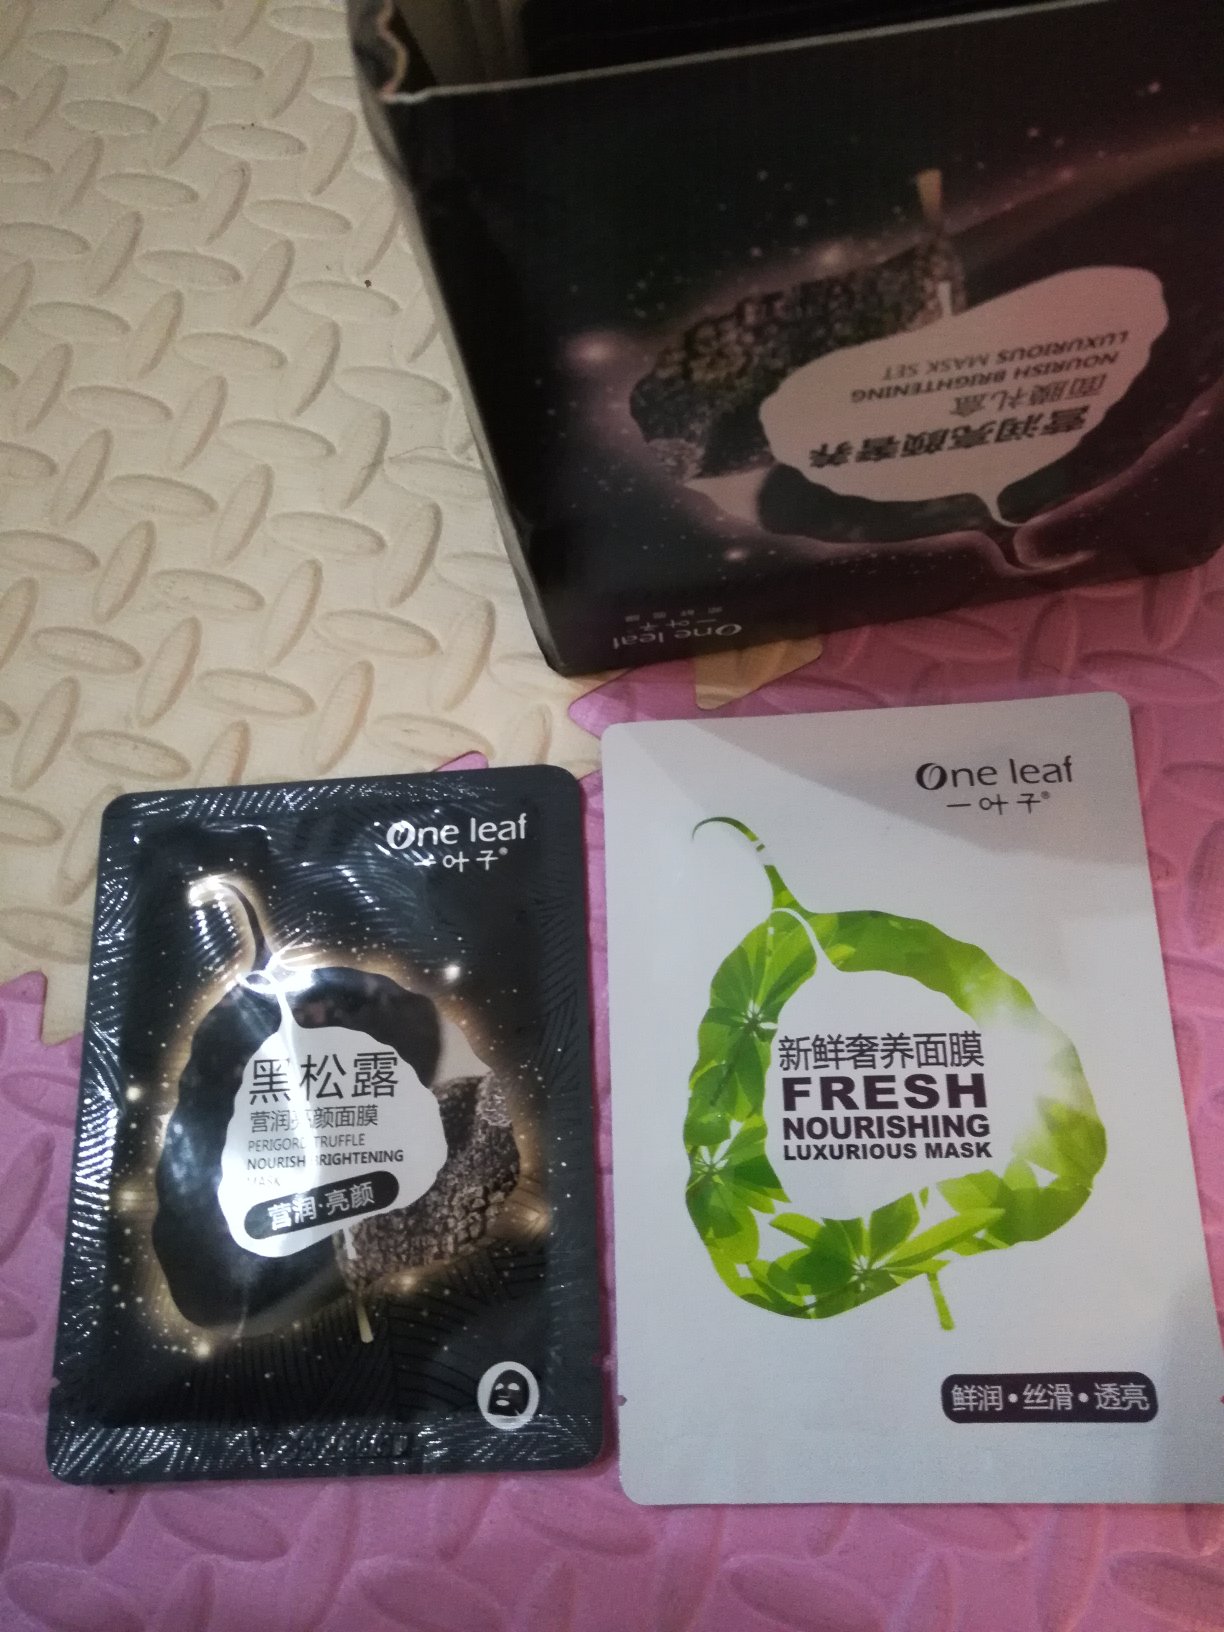 营润亮颜奢养
面膜礼盒
NOURISH BRIGHTENING
LUXURIOUS MASK SET
One leaf
一叶子
One leaf
一叶子®
黑松露
营润亮颜面膜
PERIGORD TRUFFLE
NOURISH BRIGHTENING
MASK
营润·亮颜
One leaf
一叶子®
新鲜奢养面膜
FRESH
NOURISHING
LUXURIOUS MASK
鲜润•丝滑•透亮